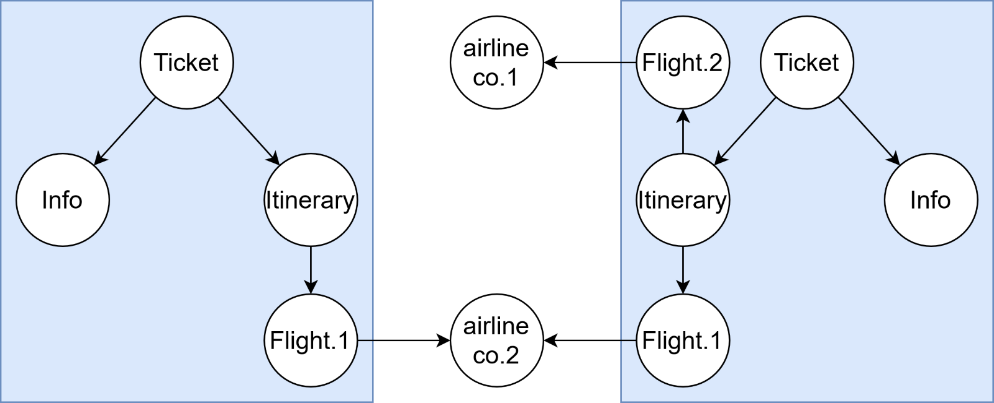 Ticket
Info
Itinerary
Flight.1
airline
co.1
airline
co.2
Flight.2
Ticket
Itinerary
Info
Flight.1